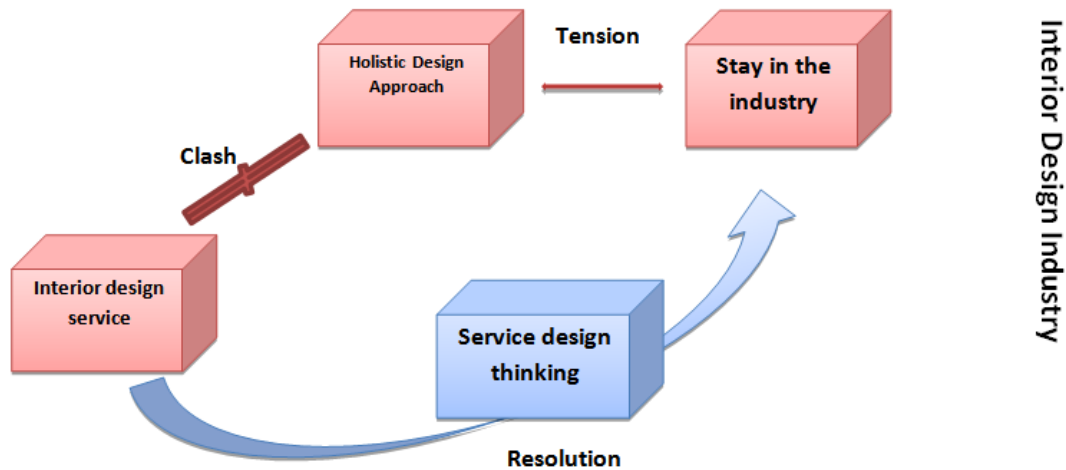 Holistic Design
Approach
Tension
Stay in the
industry
Clash
Interior design
service
Service design
thinking
Resolution
Interior Design Industry